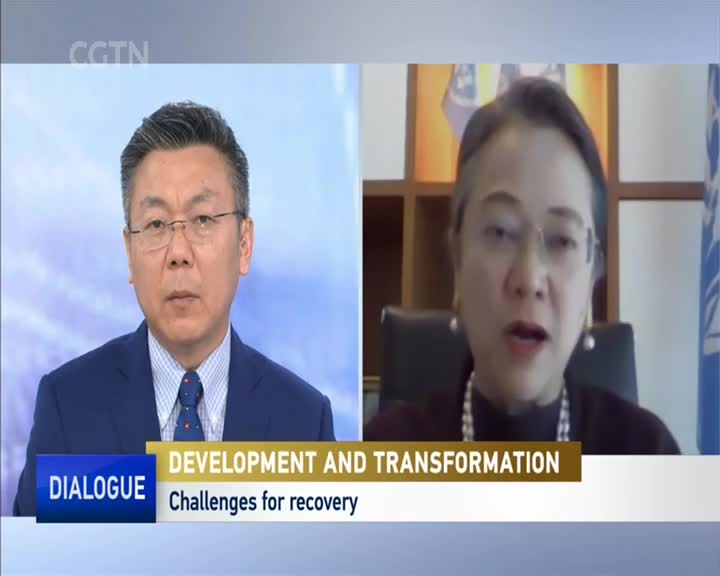 CGTN
DEVELOPMENT AND TRANSFORMATION
DIALOGUE
Challenges for recovery